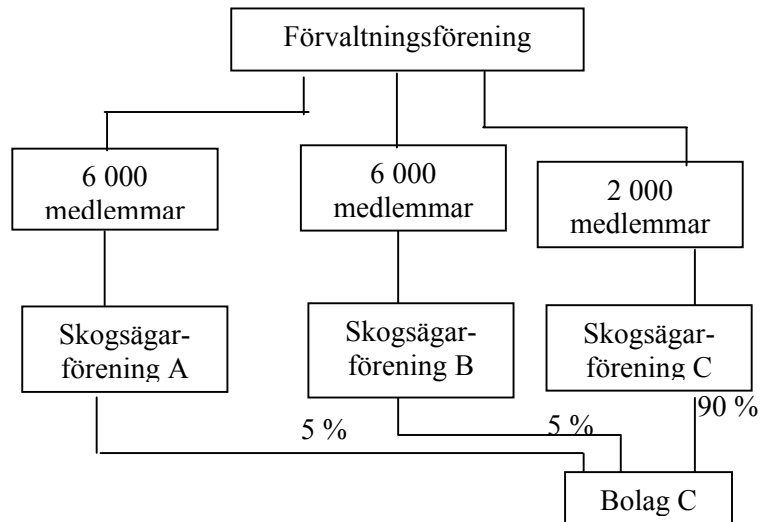 Förvaltningsförening
6 000
medlemmar
6 000
medlemmar
2 000
medlemmar
Skogsägar-
förening A
Skogsägar-
förening B
Skogsägar-
förening C
5 %
5 %
90 %
Bolag C